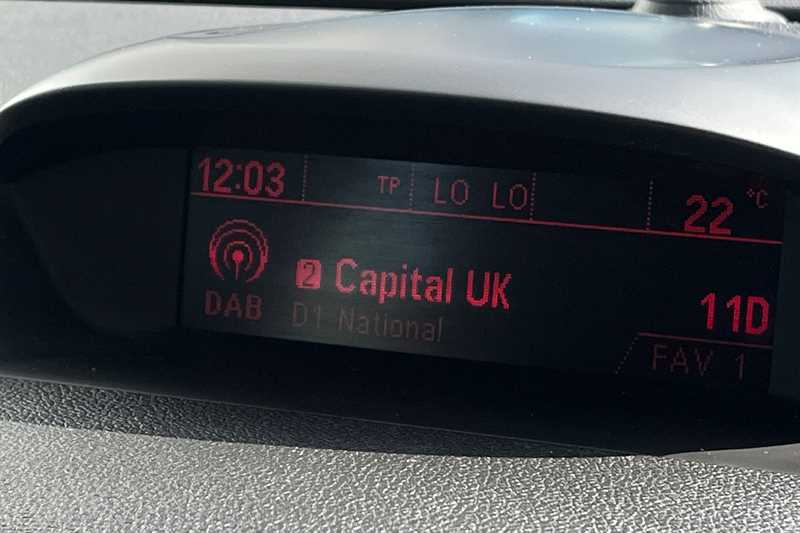 12:03 TP LO LO 22 °C
2 Capital UK 11D
DAB D1 National
FAV 1